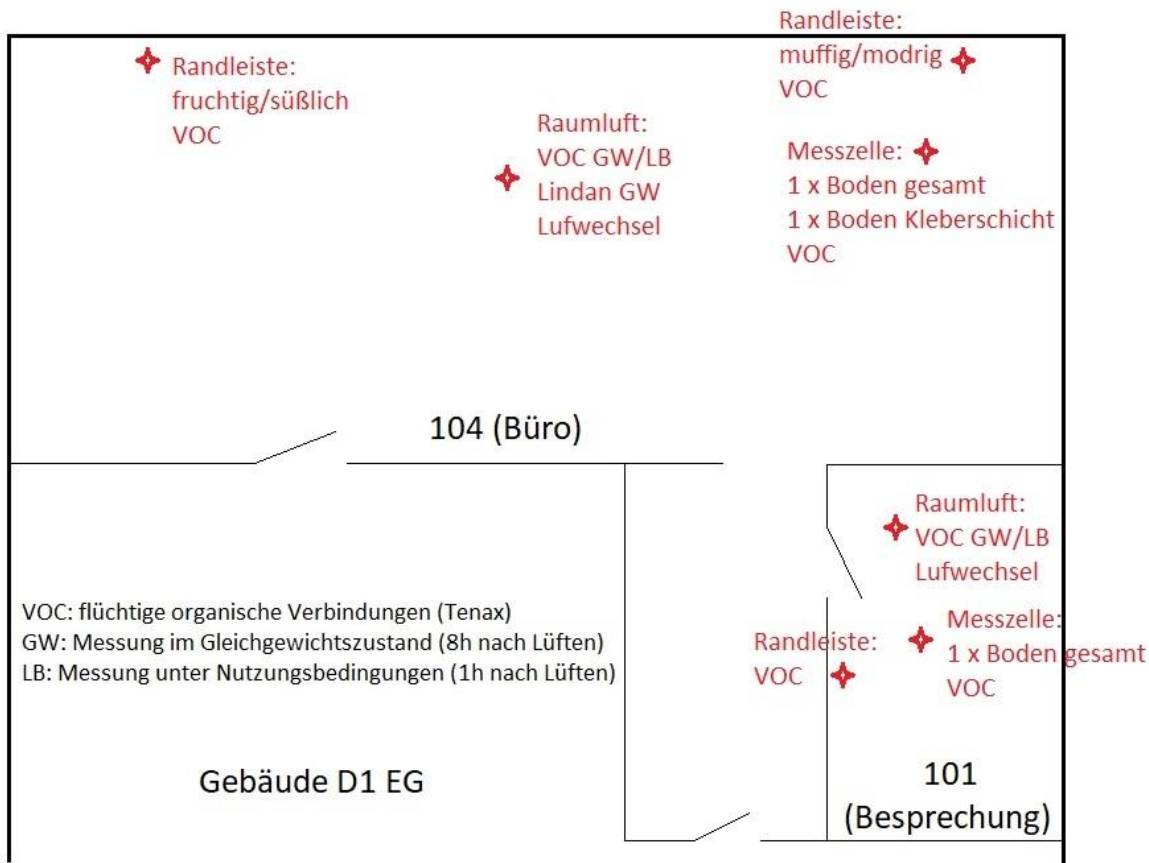 Randleiste:
muffig/modrig
VOC
Randleiste:
fruchtig/süßlich
VOC
Raumluft:
VOC GW/LB
Lindan GW
Lufwechsel
Messzelle:
1 x Boden gesamt
1 x Boden Kleberschicht
VOC
104 (Büro)
Raumluft:
VOC GW/LB
Lufwechsel
VOC: flüchtige organische Verbindungen (Tenax)
GW: Messung im Gleichgewichtszustand (8h nach Lüften)
LB: Messung unter Nutzungsbedingungen (1h nach Lüften)
Randleiste:
VOC
Messzelle:
1 x Boden gesamt
VOC
Gebäude D1 EG
101
(Besprechung)